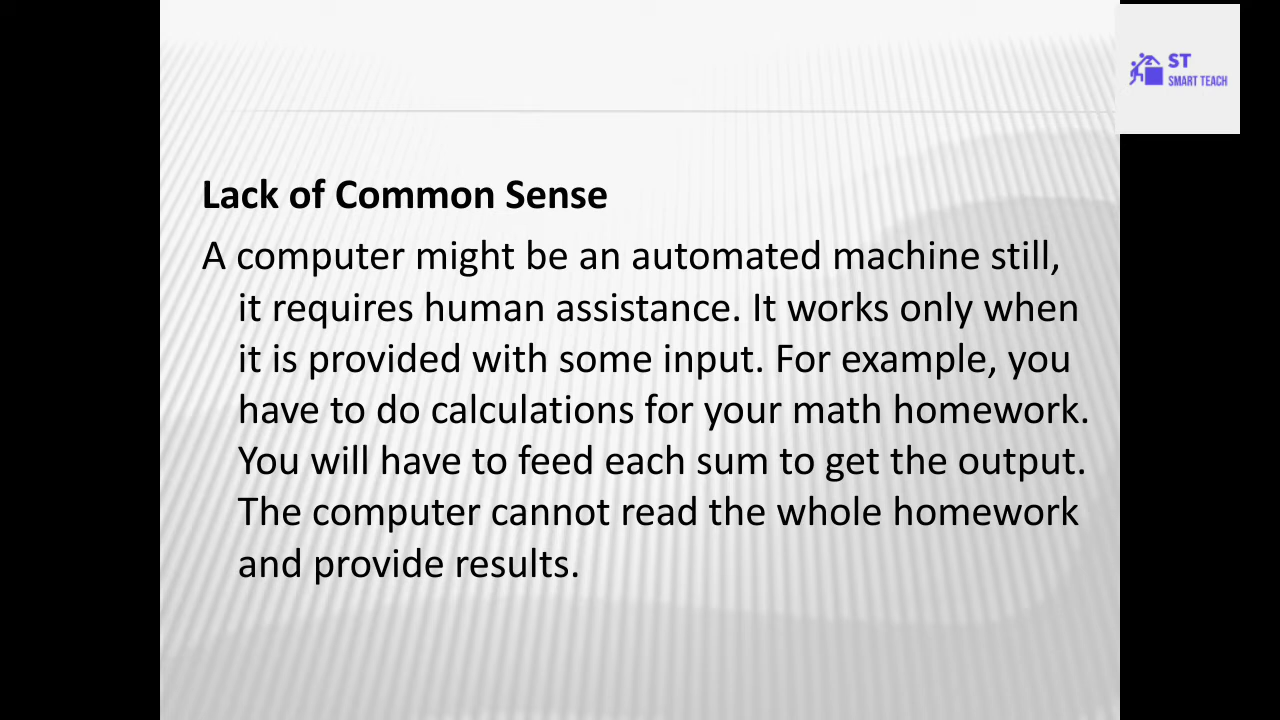 ST
SMART TEACH
Lack of Common Sense
A computer might be an automated machine still,
it requires human assistance. It works only when
it is provided with some input. For example, you
have to do calculations for your math homework.
You will have to feed each sum to get the output.
The computer cannot read the whole homework
and provide results.